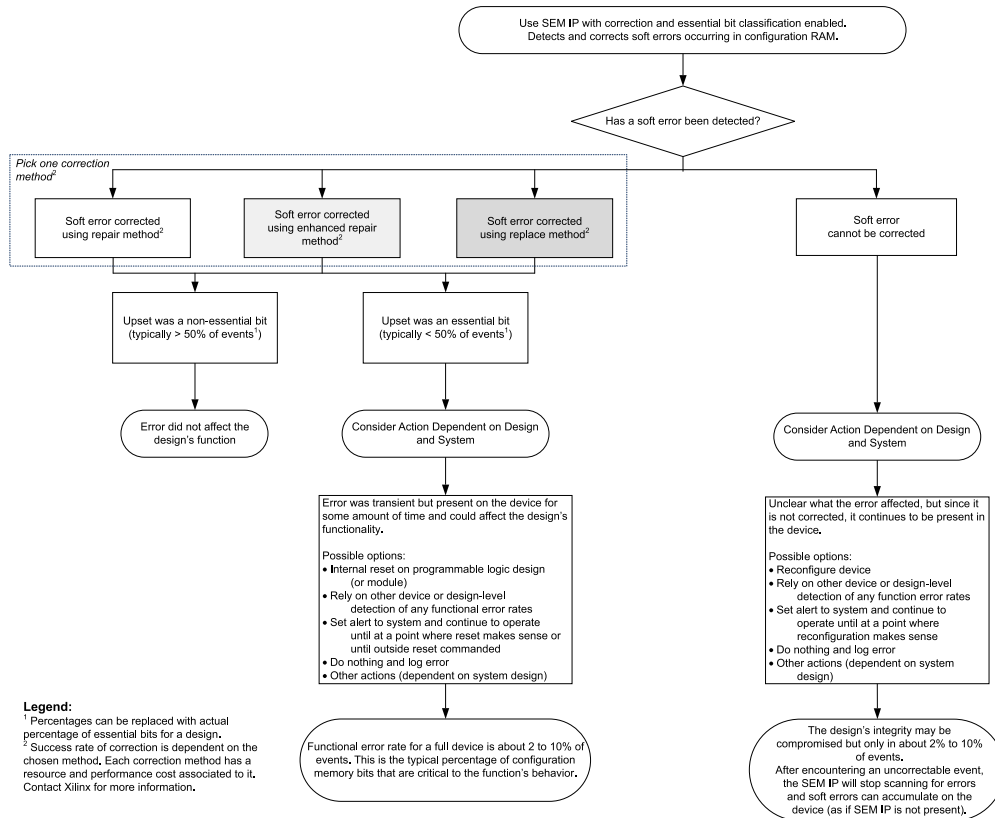 Use SEM IP with correction and essential bit classification enabled.
Detects and corrects soft errors occurring in configuration RAM.
Has a soft error been detected?
Pick one correction
method²
Soft error corrected
using repair method²
Soft error corrected
using enhanced repair
method²
Soft error corrected
using replace method²
Soft error
cannot be corrected
Upset was a non-essential bit
(typically > 50% of events¹)
Upset was an essential bit
(typically < 50% of events¹)
Error did not affect the
design's function
Consider Action Dependent on Design
and System
Consider Action Dependent on Design
and System
Error was transient but present on the device for
some amount of time and could affect the design's
functionality.
Possible options:
• Internal reset on programmable logic design
(or module)
• Rely on other device or design-level
detection of any functional error rates
• Set alert to system and continue to
operate until at a point where reset makes sense or
until outside reset commanded
• Do nothing and log error
• Other actions (dependent on system design)
Unclear what the error affected, but since it
is not corrected, it continues to be present in
the device.
Possible options:
• Reconfigure device
• Rely on other device or design-level
detection of any function error rates
• Set alert to system and continue to
operate until at a point where
reconfiguration makes sense
• Do nothing and log error
• Other actions (dependent on system
design)
Legend:
¹ Percentages can be replaced with actual
percentage of essential bits for a design.
² Success rate of correction is dependent on the
chosen method. Each correction method has a
resource and performance cost associated to it.
Contact Xilinx for more information.
Functional error rate for a full device is about 2 to 10% of
events. This is the typical percentage of configuration
memory bits that are critical to the function's behavior.
The design's integrity may be
compromised but only in about 2% to 10%
of events.
After encountering an uncorrectable event,
the SEM IP will stop scanning for errors
and soft errors can accumulate on the
device (as if SEM IP is not present).